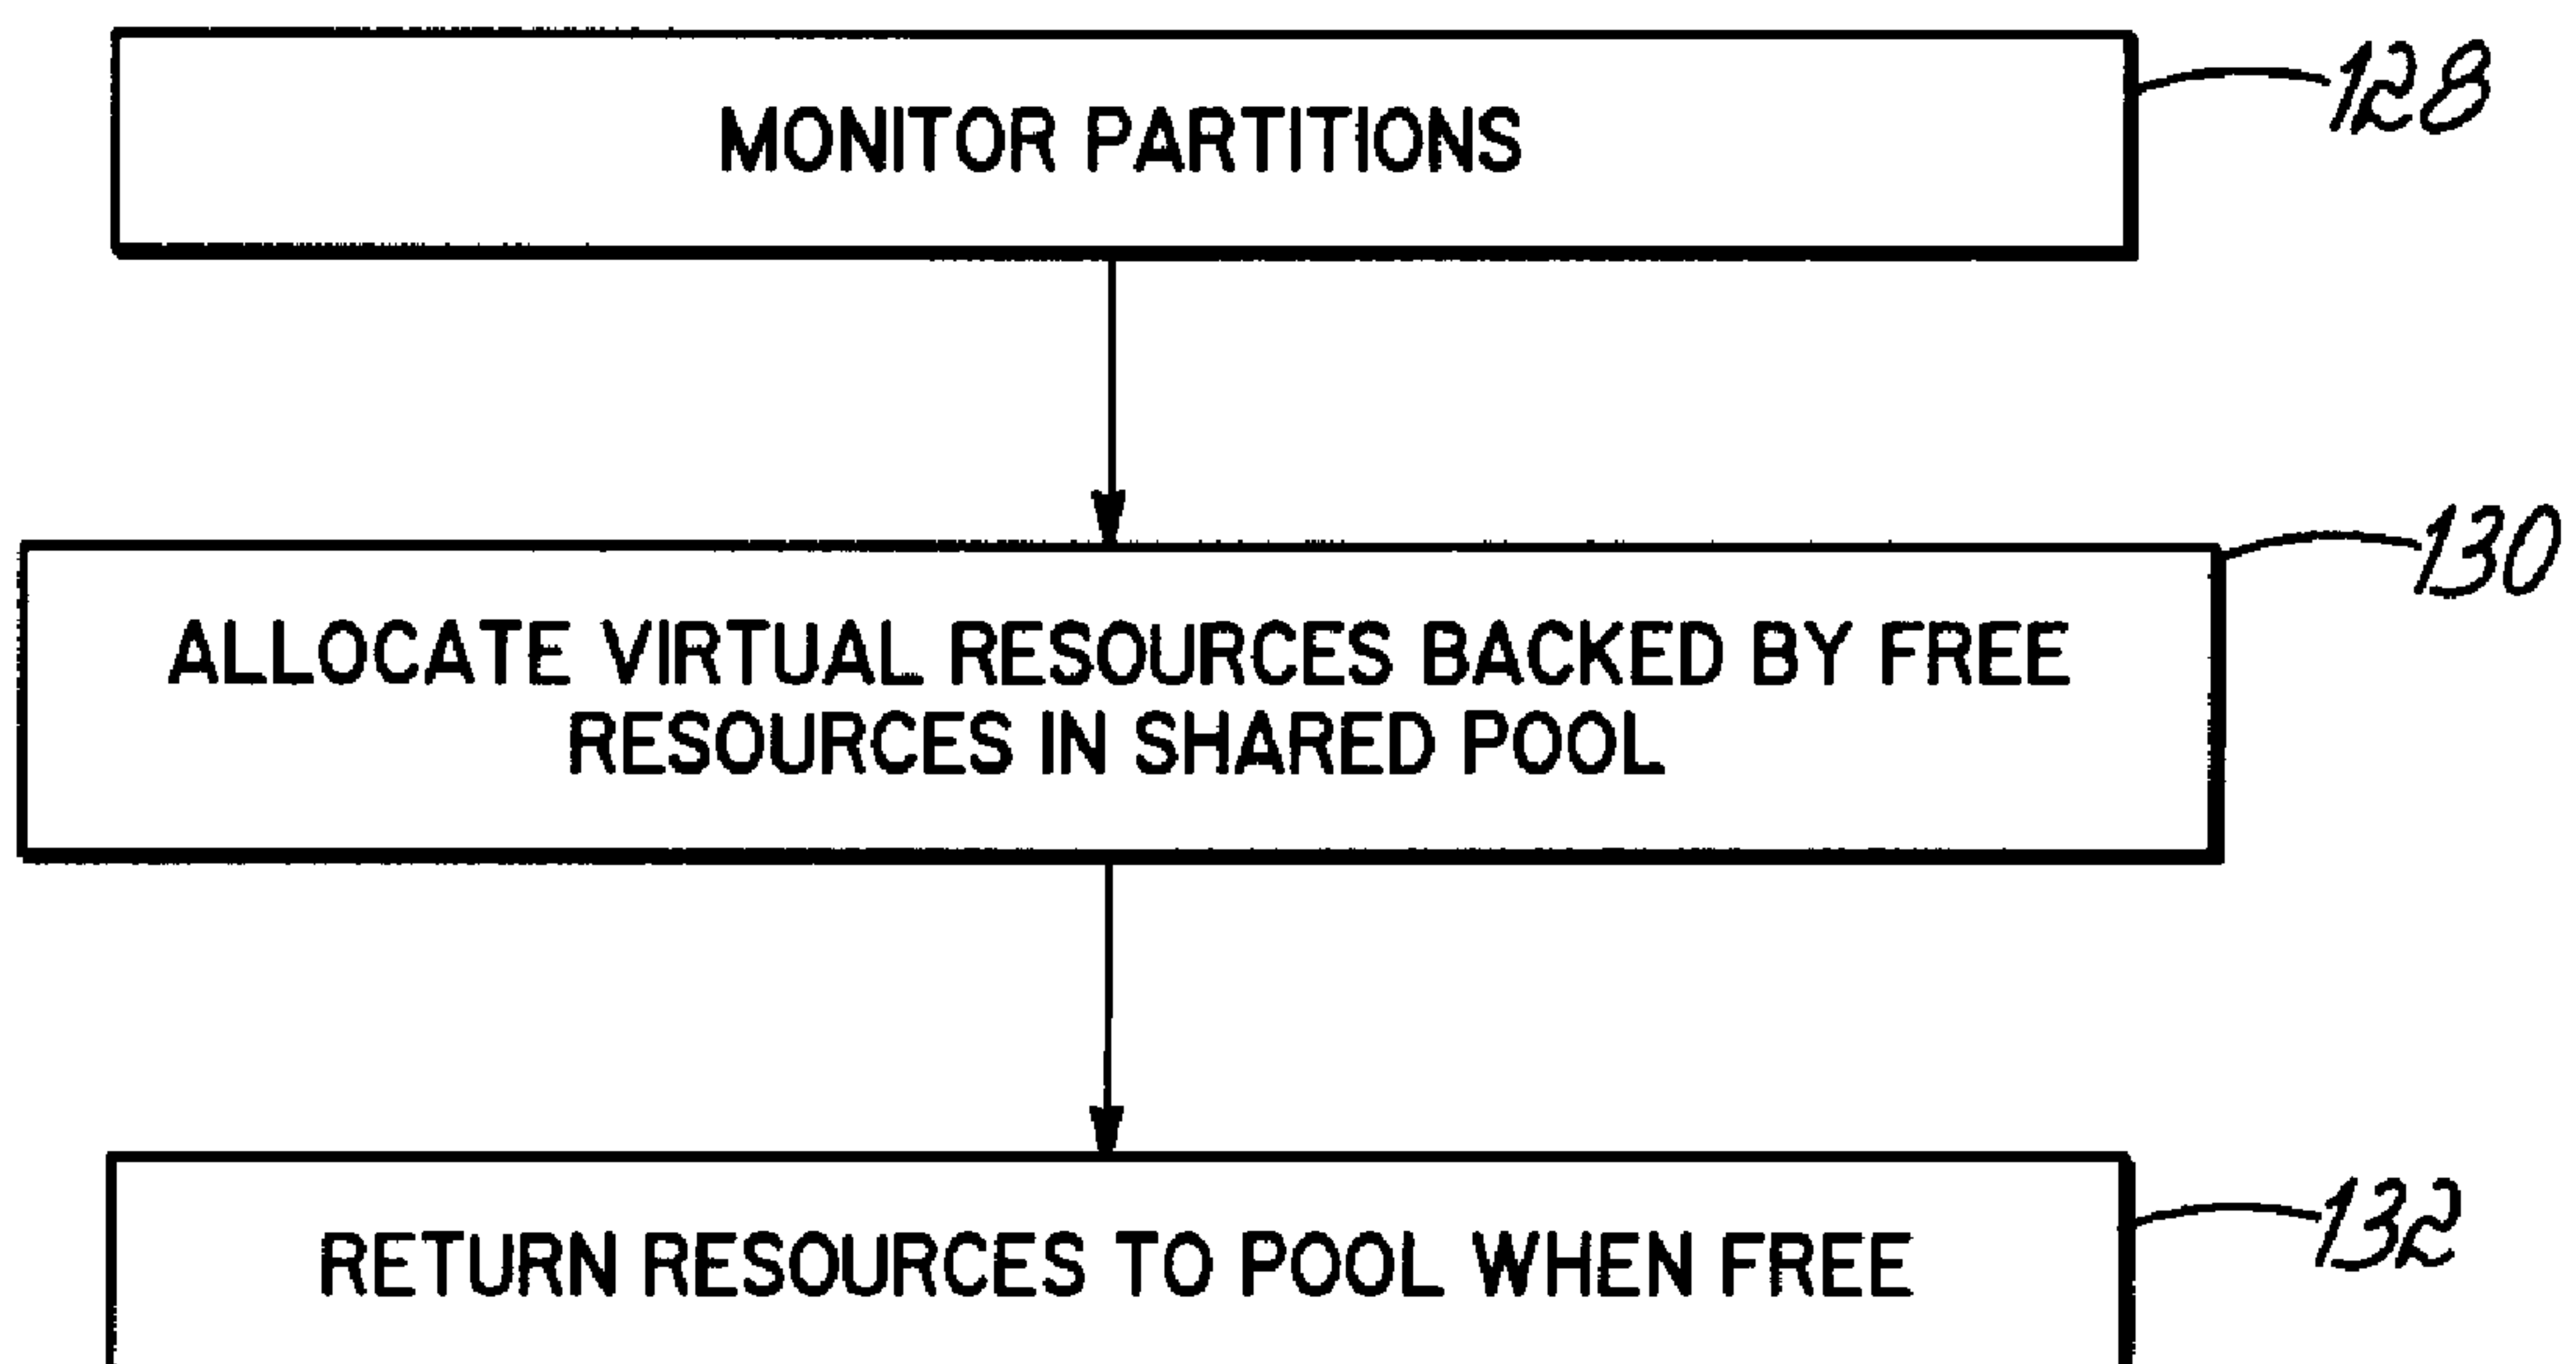 MONITOR PARTITIONS
128
ALLOCATE VIRTUAL RESOURCES BACKED BY FREE
RESOURCES IN SHARED POOL
130
RETURN RESOURCES TO POOL WHEN FREE
132